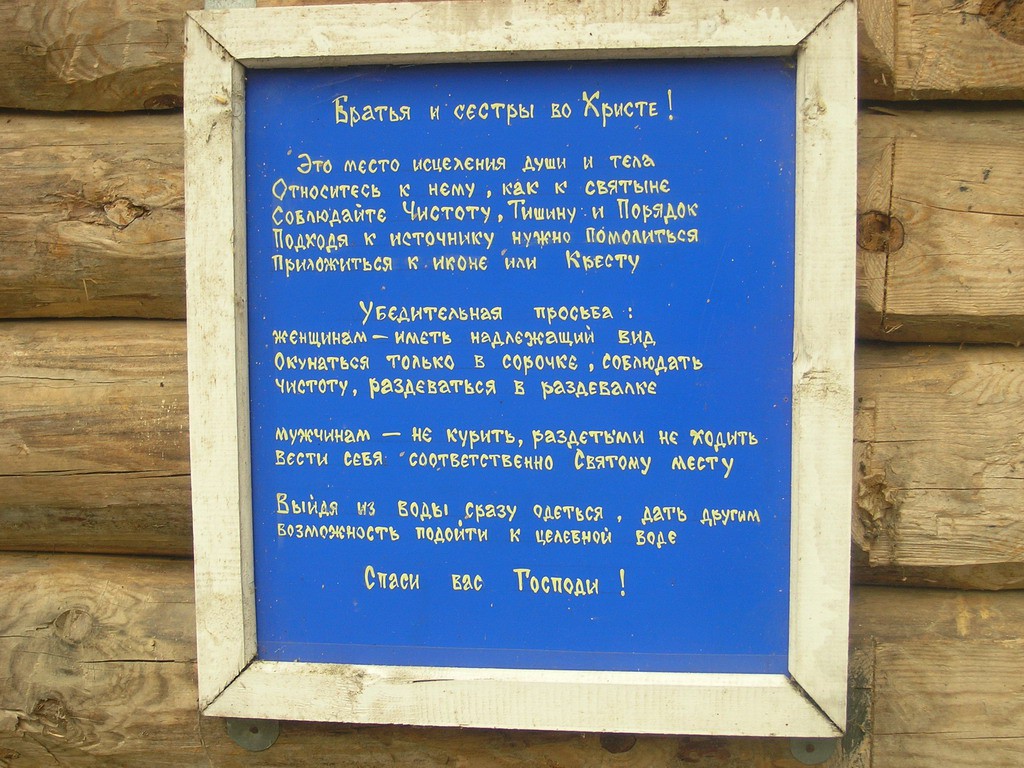 Братья и сестры во Христе!
Это место исцеления души и тела
Относитесь к нему, как к святыне
Соблюдайте Чистоту, Тишину и Порядок
Подходя к источнику нужно помолиться
Приложиться к иконе или Кресту
Убедительная просьба:
женщинам – иметь надлежащий вид
Окунаться только в сорочке, соблюдать
чистоту, раздеваться в раздевалке
мужчинам – не курить, раздетыми не ходить
Вести себя соответственно Святому месту
Выйдя из воды сразу одеться, дать другим
возможность подойти к целебной воде
Спаси вас Господи!